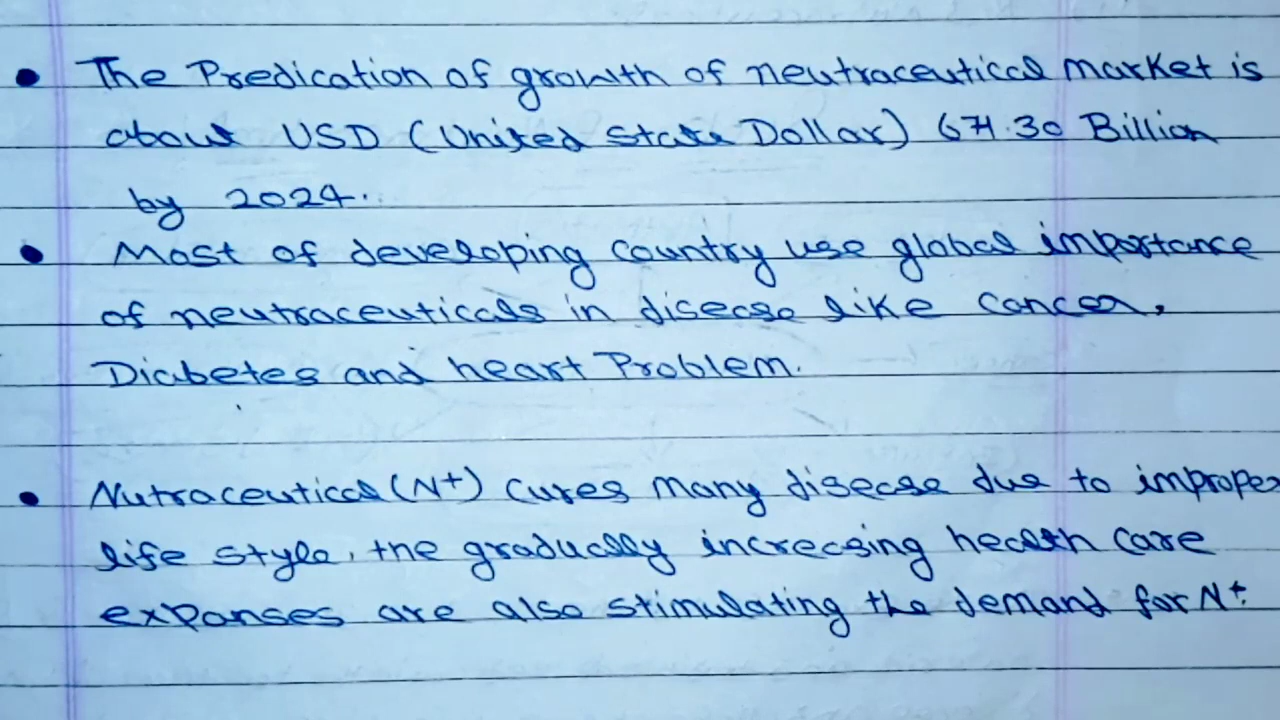 • The Predication of growth of neutraceutical market is
about USD (United State Dollar) 671.30 Billion
by 2024.
• Most of developing country use global importance
of neutraceuticals in disease like cancer,
Diabetes and heart Problem.
• Nutraceutical (N+) cures many disease due to improper
life style, the gradually increasing health care
expanses are also stimulating the demand for N+.